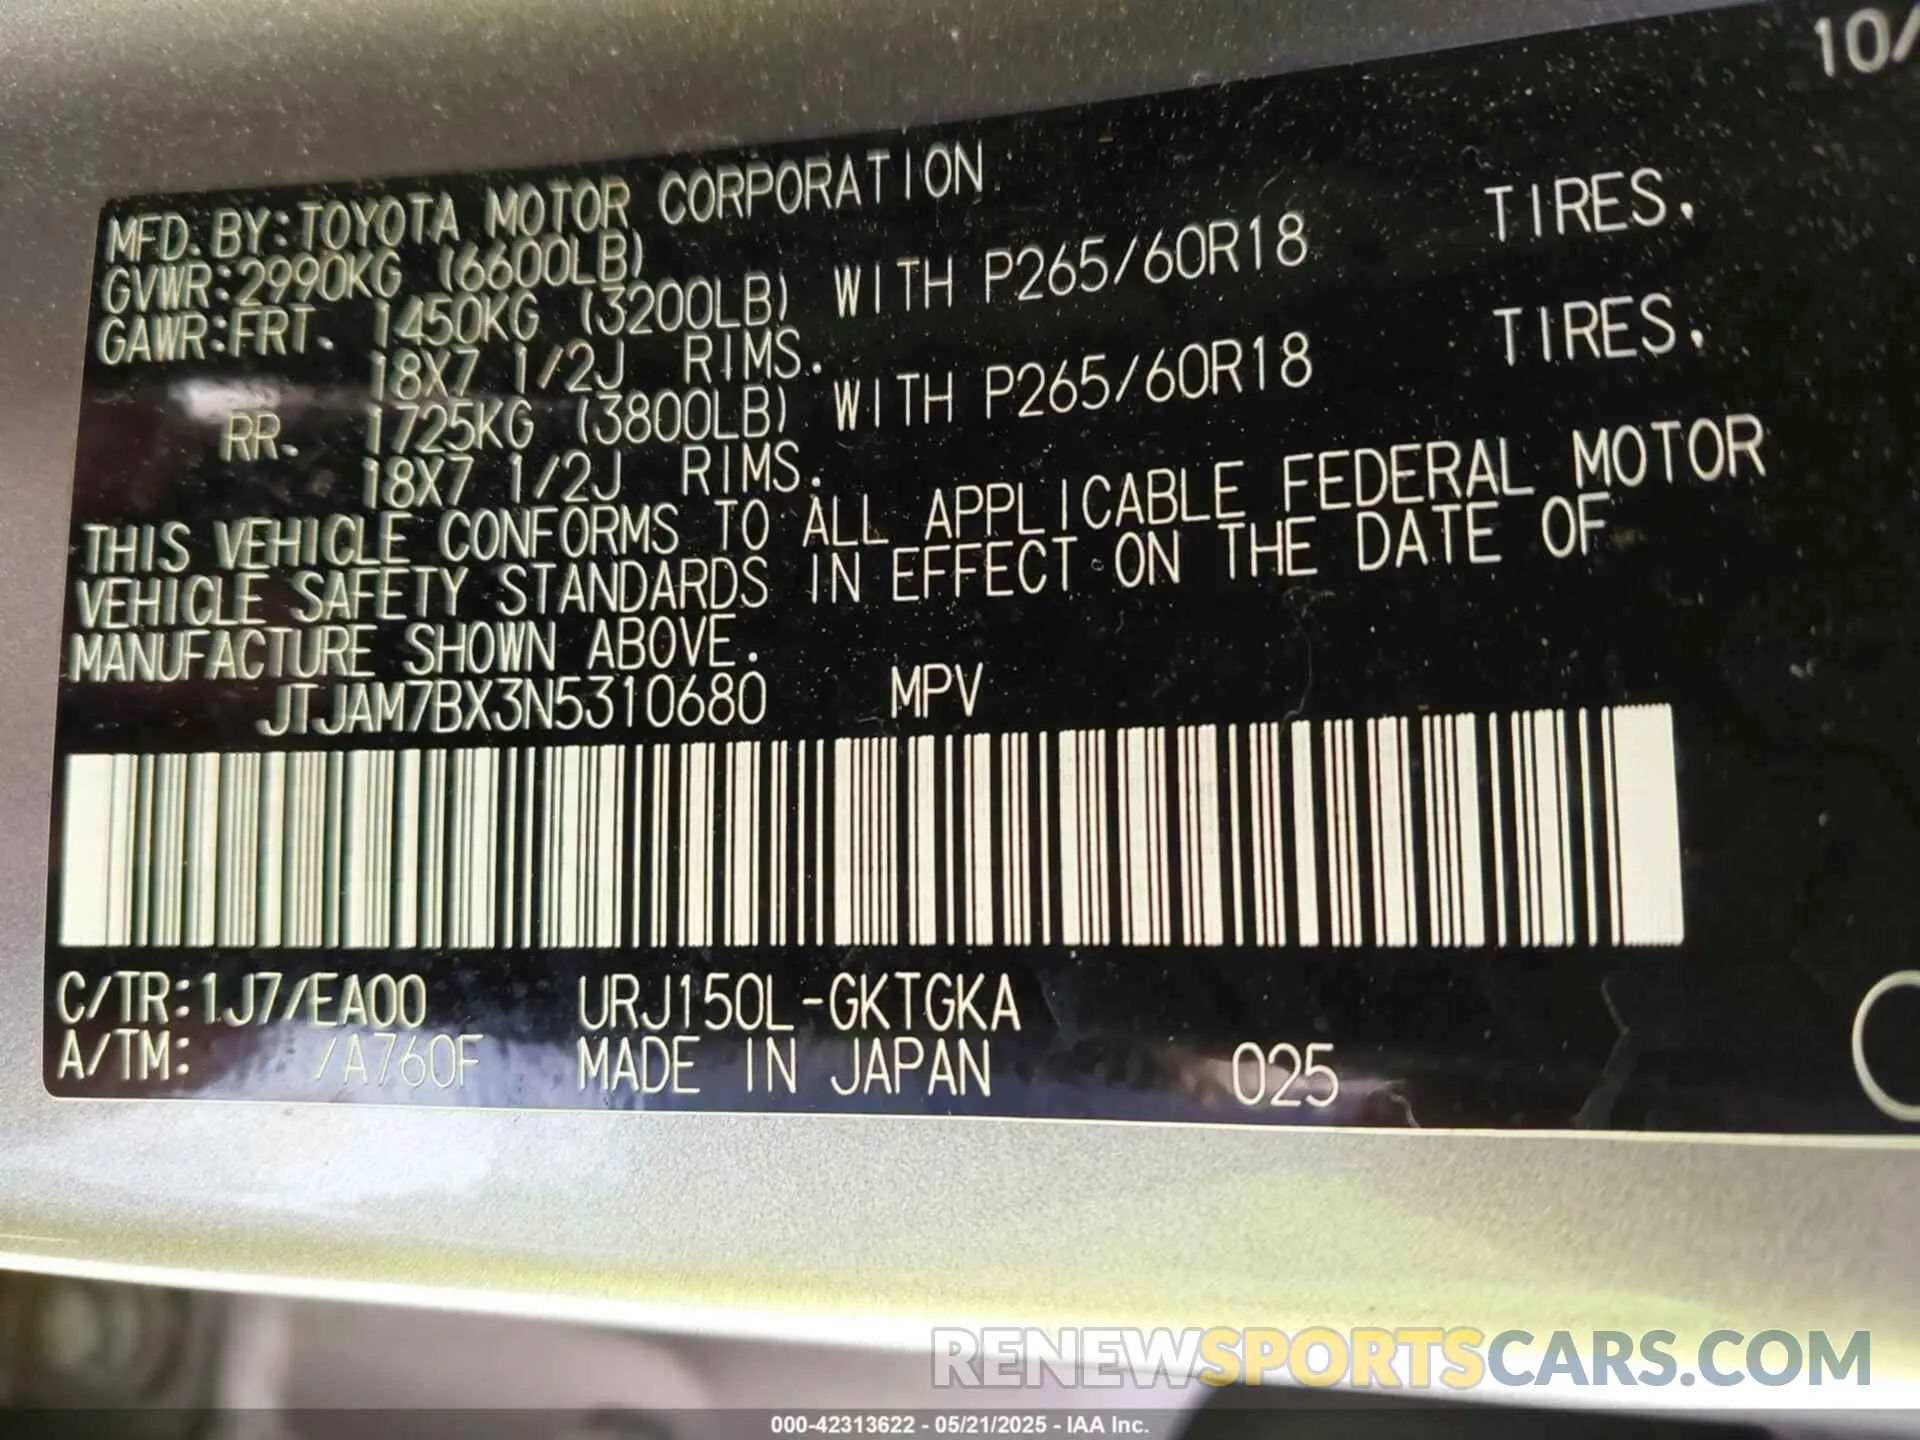 10/
MFD. BY: TOYOTA MOTOR CORPORATION
GVWR: 2990KG (6600LB)
GAWR: FRT. 1450KG (3200LB) WITH P265/60R18 TIRES,
18X7 1/2J RIMS.
RR. 1725KG (3800LB) WITH P265/60R18 TIRES,
18X7 1/2J RIMS.
THIS VEHICLE CONFORMS TO ALL APPLICABLE FEDERAL MOTOR
VEHICLE SAFETY STANDARDS IN EFFECT ON THE DATE OF
MANUFACTURE SHOWN ABOVE.
JTJAM7BX3N5310680 MPV
C/TR: 1J7/EA00 URJ150L-GKTGKA
A/TM: /A760F MADE IN JAPAN 025
RENEWSPORTSCARS.COM
000-42313622 - 05/21/2025 - IAA Inc.